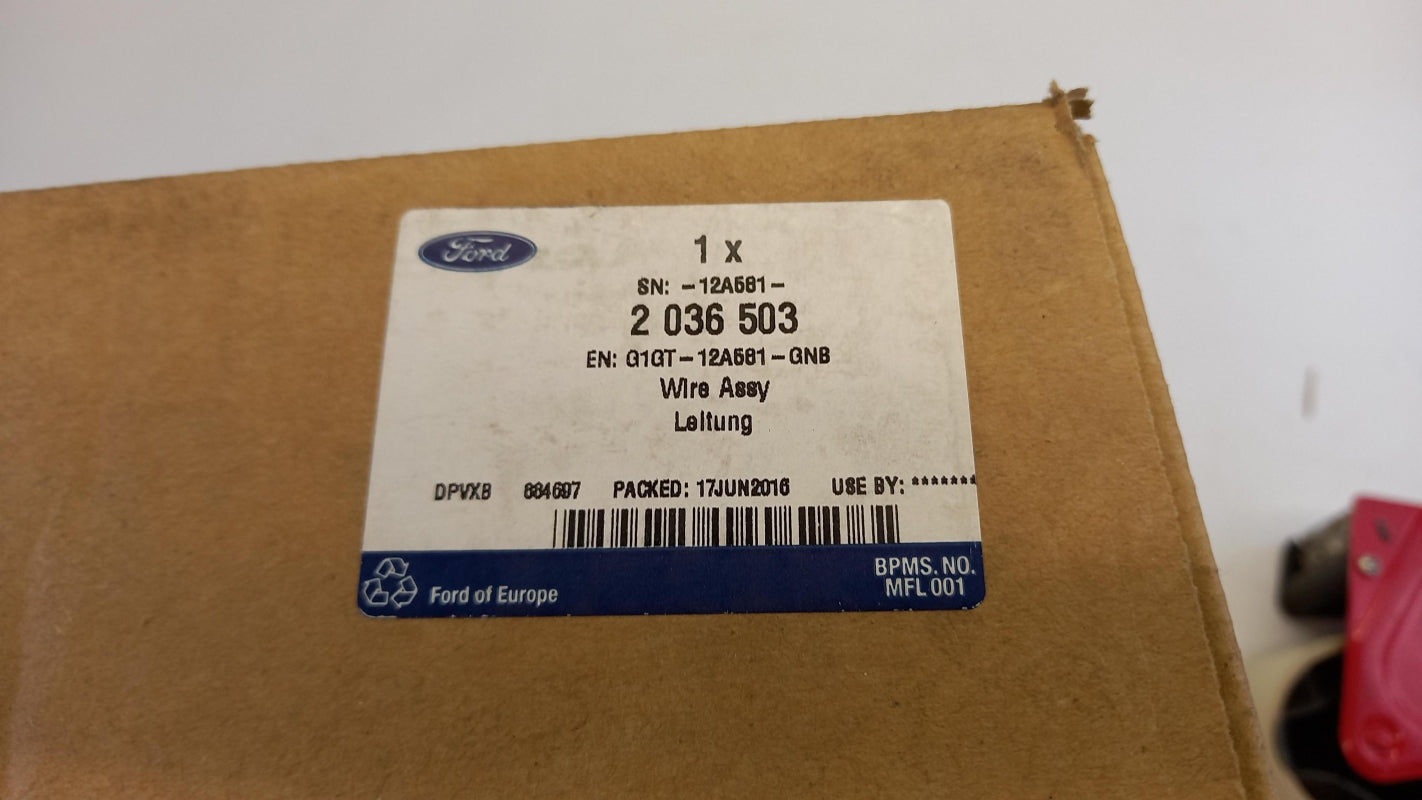 Ford
1 x
SN: -12A581-
2 036 503
EN: G1GT-12A581-GNB
Wire Assy
Leitung
DPVXB 884697 PACKED: 17JUN2016 USE BY: *******
BPMS. NO.
Ford of Europe
MFL 001